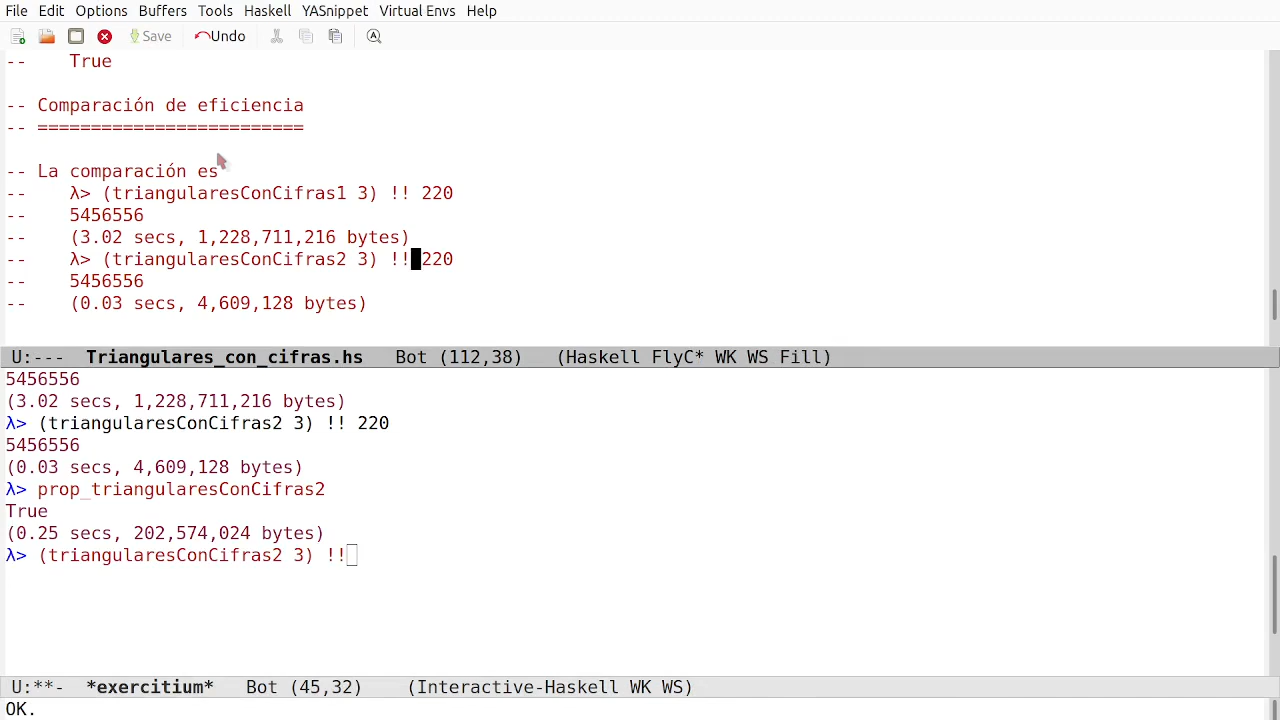 File Edit Options Buffers Tools Haskell YASnippet Virtual Envs Help
Save Undo
--    True
-- Comparación de eficiencia
-- =========================
-- La comparación es
--    λ> (triangularesConCifras1 3) !! 220
--    5456556
--    (3.02 secs, 1,228,711,216 bytes)
--    λ> (triangularesConCifras2 3) !! 220
--    5456556
--    (0.03 secs, 4,609,128 bytes)
U:---  Triangulares_con_cifras.hs   Bot (112,38)   (Haskell FlyC* WK WS Fill)
5456556
(3.02 secs, 1,228,711,216 bytes)
λ> (triangularesConCifras2 3) !! 220
5456556
(0.03 secs, 4,609,128 bytes)
λ> prop_triangularesConCifras2
True
(0.25 secs, 202,574,024 bytes)
λ> (triangularesConCifras2 3) !!
U:**-  *exercitium*   Bot (45,32)   (Interactive-Haskell WK WS)
OK.